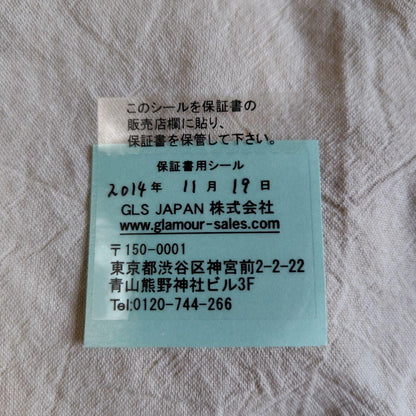 このシールを保証書の
販売店欄に貼り、
保証書を保管して下さい。
保証書用シール
2014年 11月 19日
GLS JAPAN 株式会社
www.glamour-sales.com
〒150-0001
東京都渋谷区神宮前2-2-22
青山熊野神社ビル3F
Tel:0120-744-266